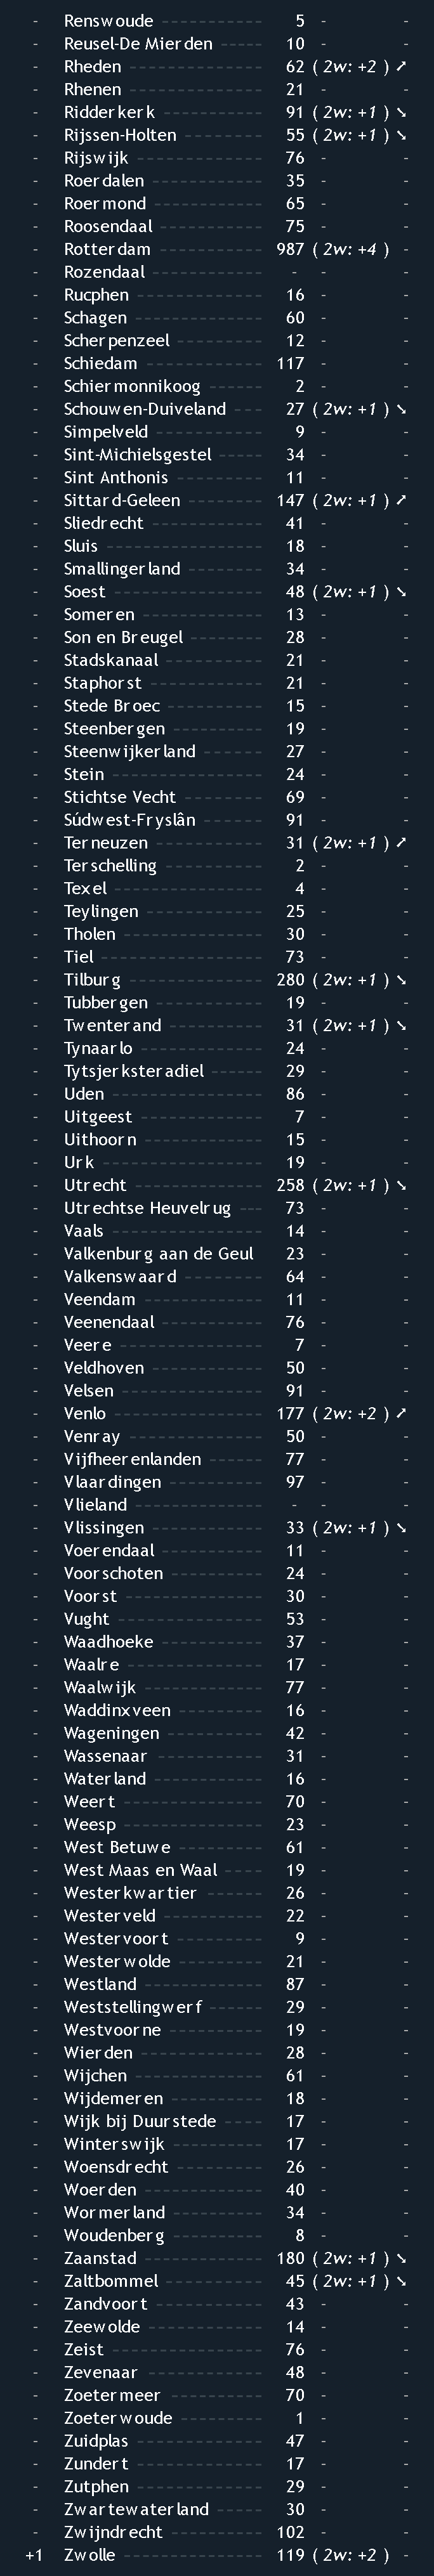 - Renswoude ----------- 5 - -
- Reusel-De Mierden ----- 10 - -
- Rheden -------------- 62 ( 2w: +2 ) ➚
- Rhenen -------------- 21 - -
- Ridderkerk ---------- 91 ( 2w: +1 ) ➘
- Rijssen-Holten -------- 55 ( 2w: +1 ) ➘
- Rijswijk ------------- 76 - -
- Roerdalen ----------- 35 - -
- Roermond ----------- 65 - -
- Roosendaal ---------- 75 - -
- Rotterdam ---------- 987 ( 2w: +4 ) -
- Rozendaal ----------- - - -
- Rucphen ------------- 16 - -
- Schagen ------------- 60 - -
- Scherpenzeel -------- 12 - -
- Schiedam ------------ 117 - -
- Schiermonnikoog ------ 2 - -
- Schouwen-Duiveland --- 27 ( 2w: +1 ) ➘
- Simpelveld ----------- 9 - -
- Sint-Michielsgestel ----- 34 - -
- Sint Anthonis --------- 11 - -
- Sittard-Geleen -------- 147 ( 2w: +1 ) ➚
- Sliedrecht ----------- 41 - -
- Sluis ---------------- 18 - -
- Smallingerland -------- 34 - -
- Soest --------------- 48 ( 2w: +1 ) ➘
- Someren ------------ 13 - -
- Son en Breugel -------- 28 - -
- Stadskanaal ---------- 21 - -
- Staphorst ----------- 21 - -
- Stede Broec ---------- 15 - -
- Steenbergen --------- 19 - -
- Steenwijkerland ------ 27 - -
- Stein ---------------- 24 - -
- Stichtse Vecht -------- 69 - -
- Súdwest-Fryslân ------- 91 - -
- Terneuzen ----------- 31 ( 2w: +1 ) ➚
- Terschelling ---------- 2 - -
- Texel --------------- 4 - -
- Teylingen ------------ 25 - -
- Tholen -------------- 30 - -
- Tiel ----------------- 73 - -
- Tilburg -------------- 280 ( 2w: +1 ) ➘
- Tubbergen ----------- 19 - -
- Twenterand ---------- 31 ( 2w: +1 ) ➘
- Tynaarlo ------------- 24 - -
- Tytsjerksteradiel ------ 29 - -
- Uden --------------- 86 - -
- Uitgeest ------------- 7 - -
- Uithoorn ------------ 15 - -
- Urk ----------------- 19 - -
- Utrecht ------------- 258 ( 2w: +1 ) ➘
- Utrechtse Heuvelrug --- 73 - -
- Vaals --------------- 14 - -
- Valkenburg aan de Geul 23 - -
- Valkenswaard -------- 64 - -
- Veendam ------------ 11 - -
- Veenendaal ---------- 76 - -
- Veere --------------- 7 - -
- Veldhoven ----------- 50 - -
- Velsen -------------- 91 - -
- Venlo --------------- 177 ( 2w: +2 ) ➚
- Venray -------------- 50 - -
- Vijfheerenlanden ------ 77 - -
- Vlaardingen ---------- 97 - -
- Vlieland ------------- - - -
- Vlissingen ------------ 33 ( 2w: +1 ) ➘
- Voerendaal ---------- 11 - -
- Voorschoten --------- 24 - -
- Voorst -------------- 30 - -
- Vught --------------- 53 - -
- Waadhoeke ---------- 37 - -
- Waalre -------------- 17 - -
- Waalwijk ------------ 77 - -
- Waddinxveen -------- 16 - -
- Wageningen ---------- 42 - -
- Wassenaar ----------- 31 - -
- Waterland ----------- 16 - -
- Weert -------------- 70 - -
- Weesp -------------- 23 - -
- West Betuwe --------- 61 - -
- West Maas en Waal ---- 19 - -
- Westerkwartier ------ 26 - -
- Westerveld ---------- 22 - -
- Westervoort --------- 9 - -
- Westerwolde --------- 21 - -
- Westland ------------ 87 - -
- Weststellingwerf ----- 29 - -
- Westvoorne ---------- 19 - -
- Wierden ------------ 28 - -
- Wijchen ------------- 61 - -
- Wijdemeren --------- 18 - -
- Wijk bij Duurstede ---- 17 - -
- Winterswijk ---------- 17 - -
- Woensdrecht --------- 26 - -
- Woerden ------------ 40 - -
- Wormerland --------- 34 - -
- Woudenberg --------- 8 - -
- Zaanstad ------------ 180 ( 2w: +1 ) ➘
- Zaltbommel ---------- 45 ( 2w: +1 ) ➘
- Zandvoort ----------- 43 - -
- Zeewolde ----------- 14 - -
- Zeist --------------- 76 - -
- Zevenaar ------------ 48 - -
- Zoetermeer --------- 70 - -
- Zoeterwoude -------- 1 - -
- Zuidplas ------------- 47 - -
- Zundert ------------- 17 - -
- Zutphen ------------- 29 - -
- Zwartewaterland ----- 30 - -
- Zwijndrecht --------- 102 - -
+1 Zwolle -------------- 119 ( 2w: +2 ) -